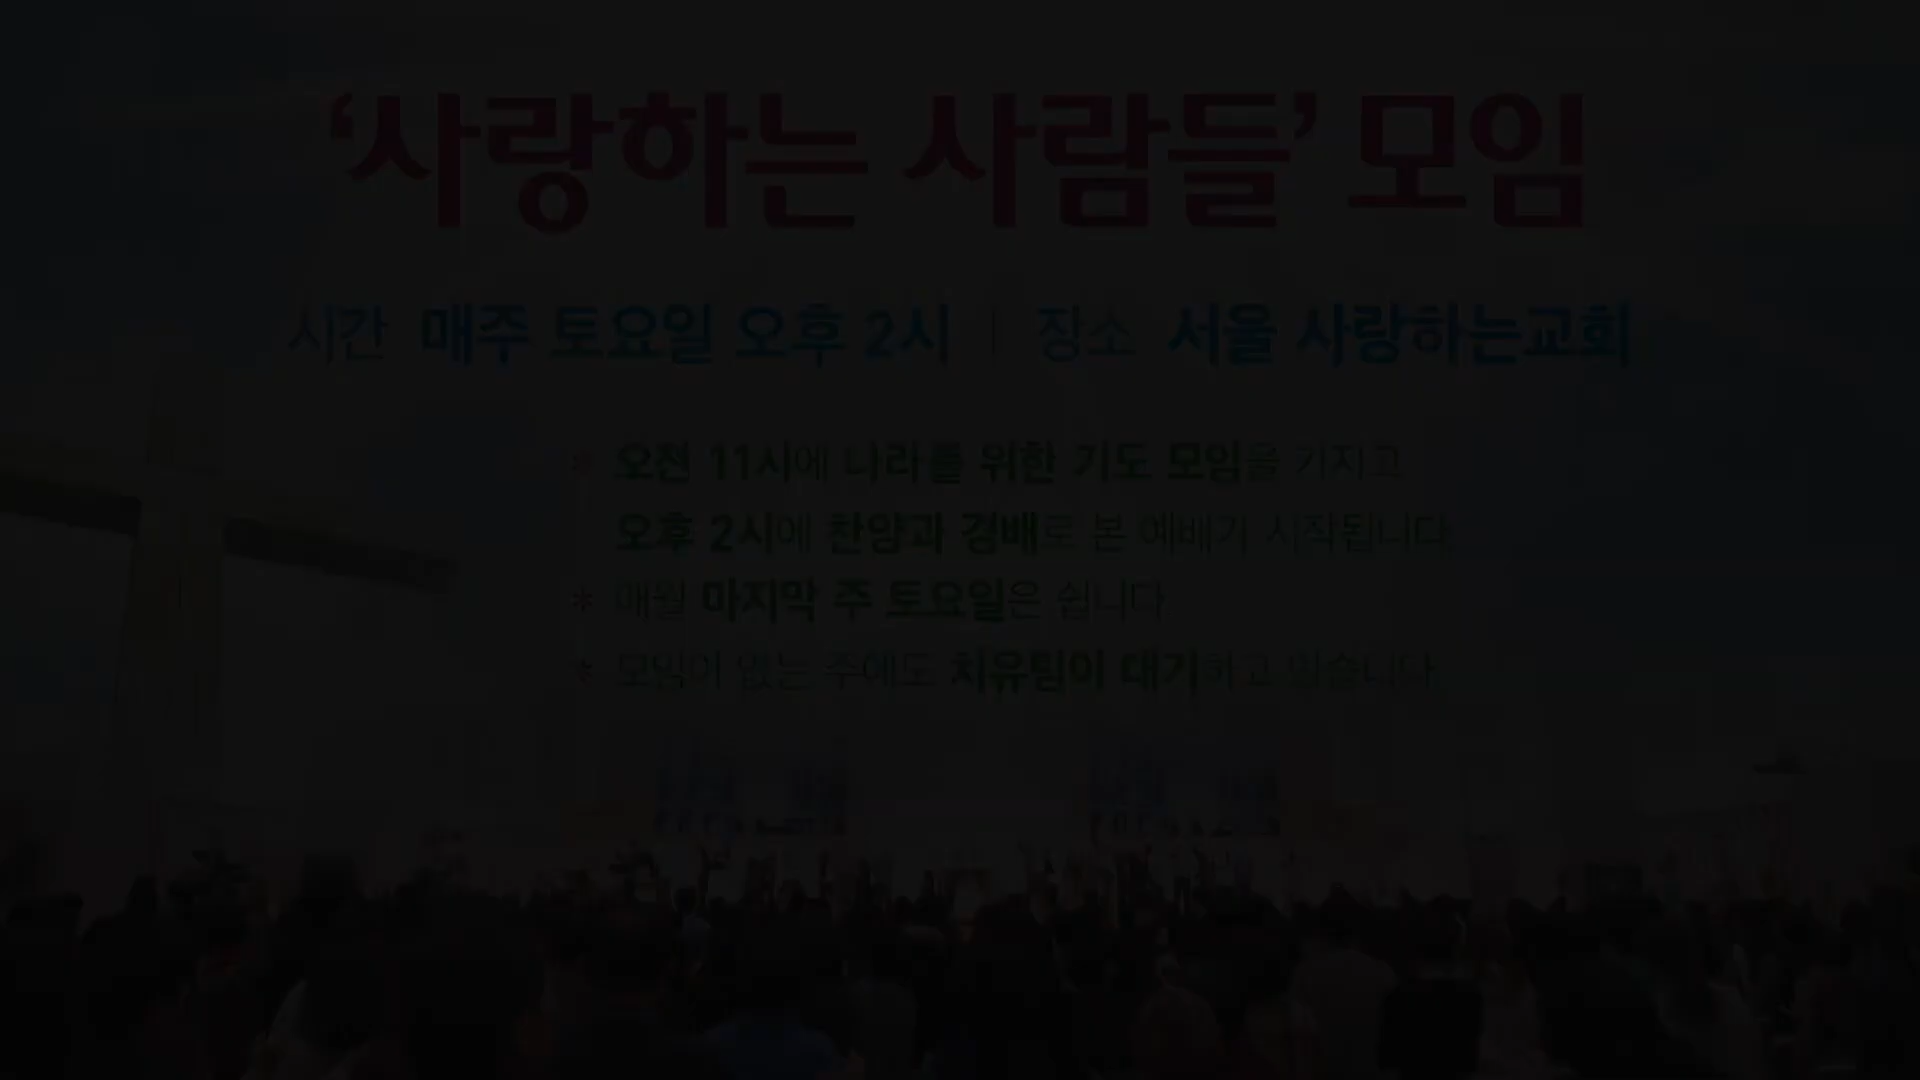 ‘사랑하는 사람들’ 모임
시간 매주 토요일 오후 2시 | 장소 서울 사랑하는교회
* 오전 11시에 나라를 위한 기도 모임을 가지고
오후 2시에 찬양과 경배로 본 예배가 시작됩니다.
* 매월 마지막 주 토요일은 쉽니다.
* 모임이 없는 주에도 치유팀이 대기하고 있습니다.